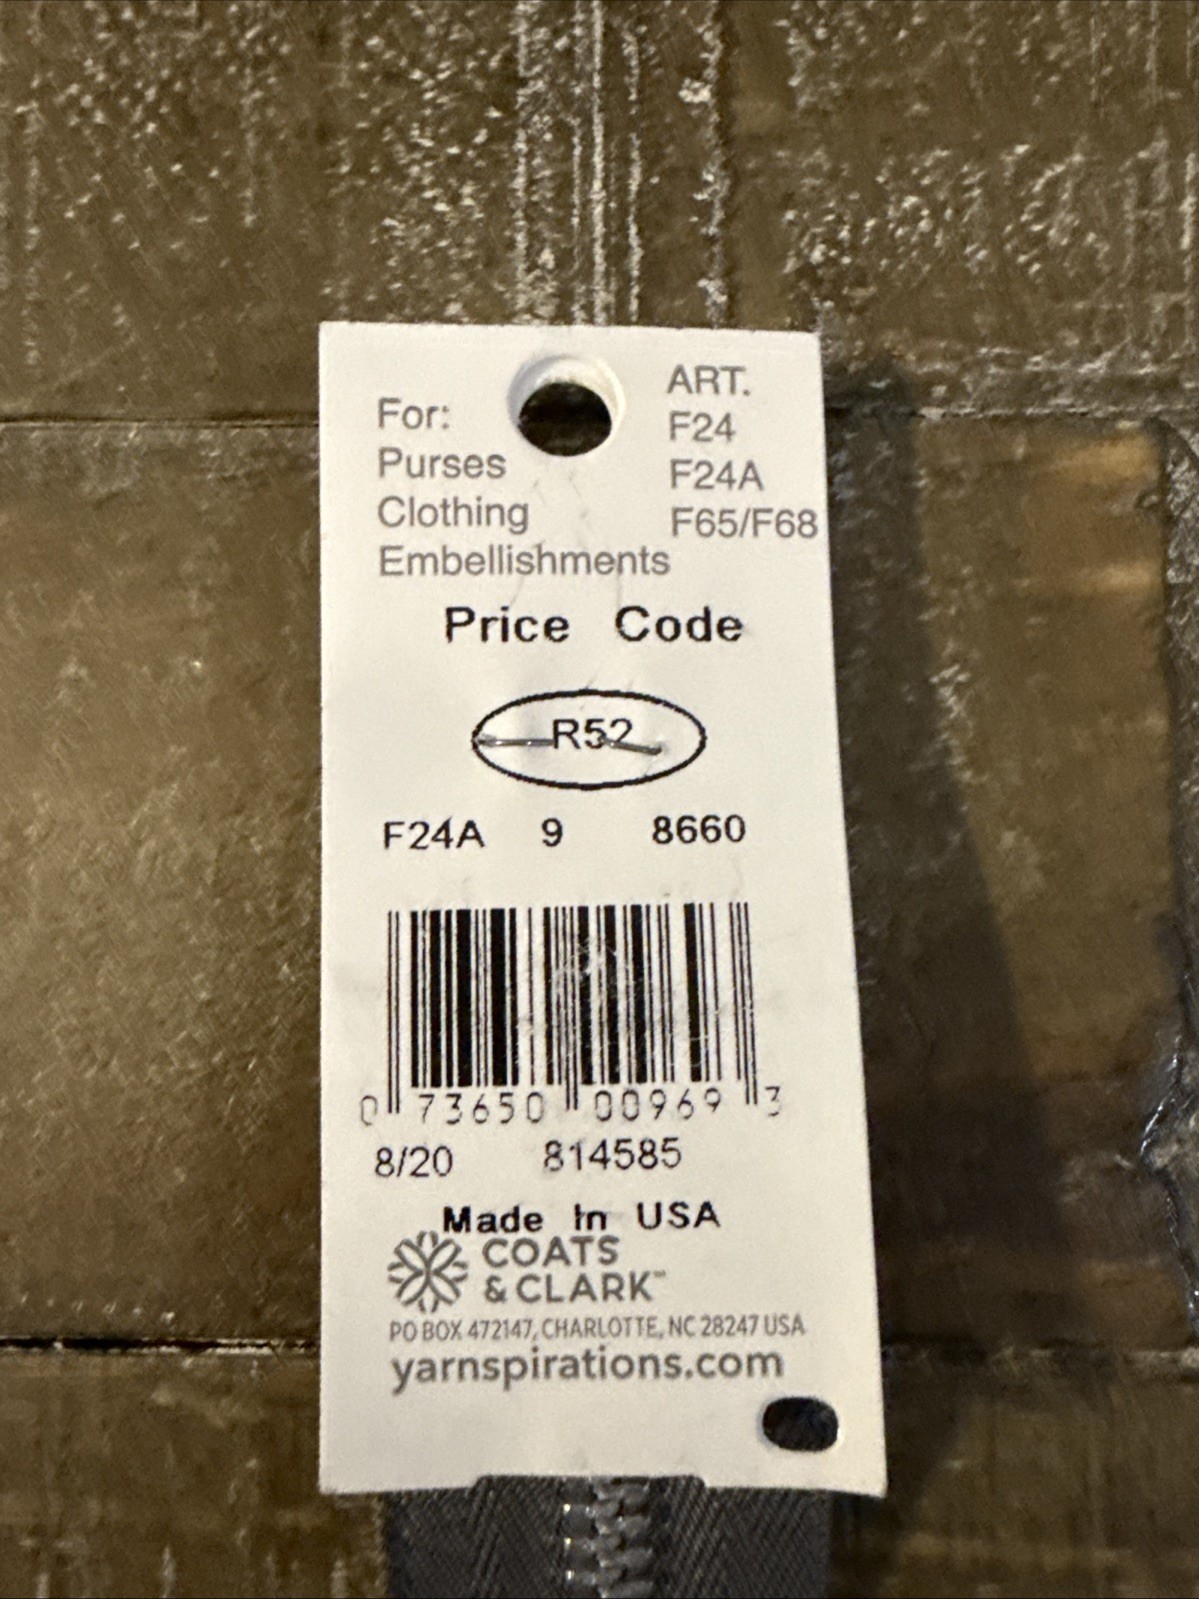 For:
Purses
Clothing
Embellishments
ART.
F24
F24A
F65/F68
Price Code
R52
F24A 9 8660
0 73650 00969 3
8/20 814585
Made In USA
COATS
& CLARK™
PO BOX 472147, CHARLOTTE, NC 28247 USA
yarnspirations.com